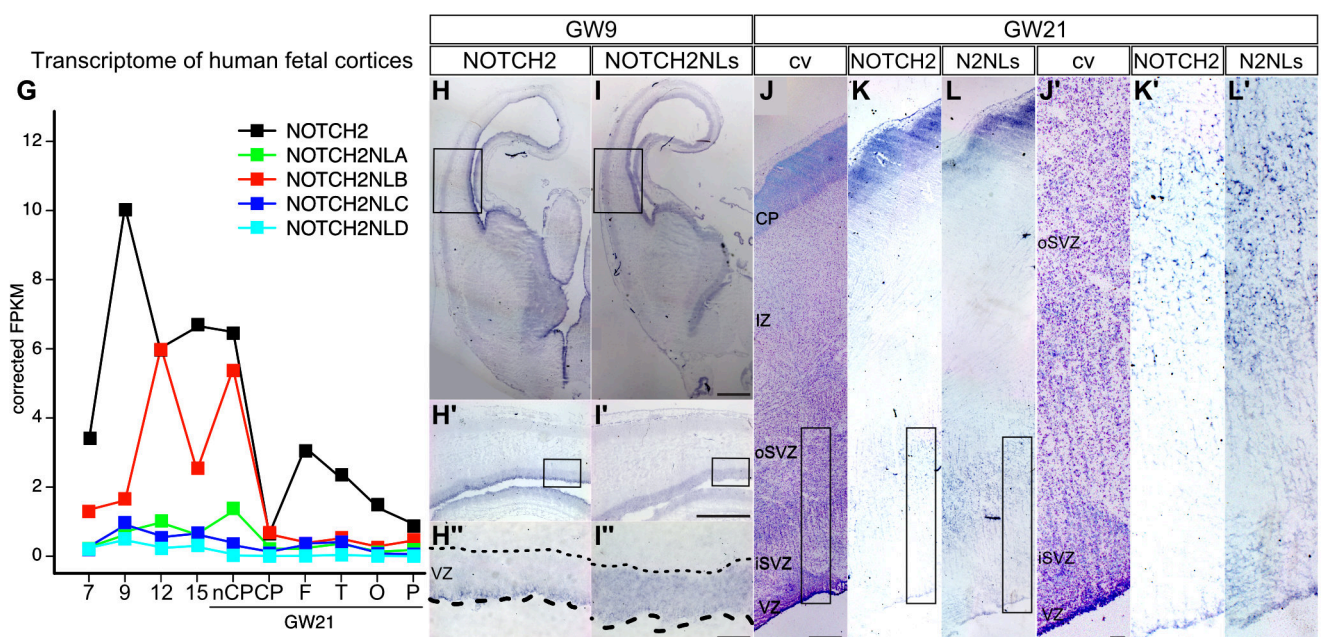 GW9
GW21
Transcriptome of human fetal cortices
NOTCH2
NOTCH2NLs
cv
NOTCH2
N2NLs
cv
NOTCH2
N2NLs
G
H
I
J
K
L
J'
K'
L'
NOTCH2
NOTCH2NLA
NOTCH2NLB
NOTCH2NLC
NOTCH2NLD
12
10
8
6
4
2
0
corrected FPKM
7
9
12
15
nCP
CP
F
T
O
P
GW21
H'
I'
H"
I"
VZ
CP
IZ
oSVZ
iSVZ
VZ
oSVZ
iSVZ
VZ